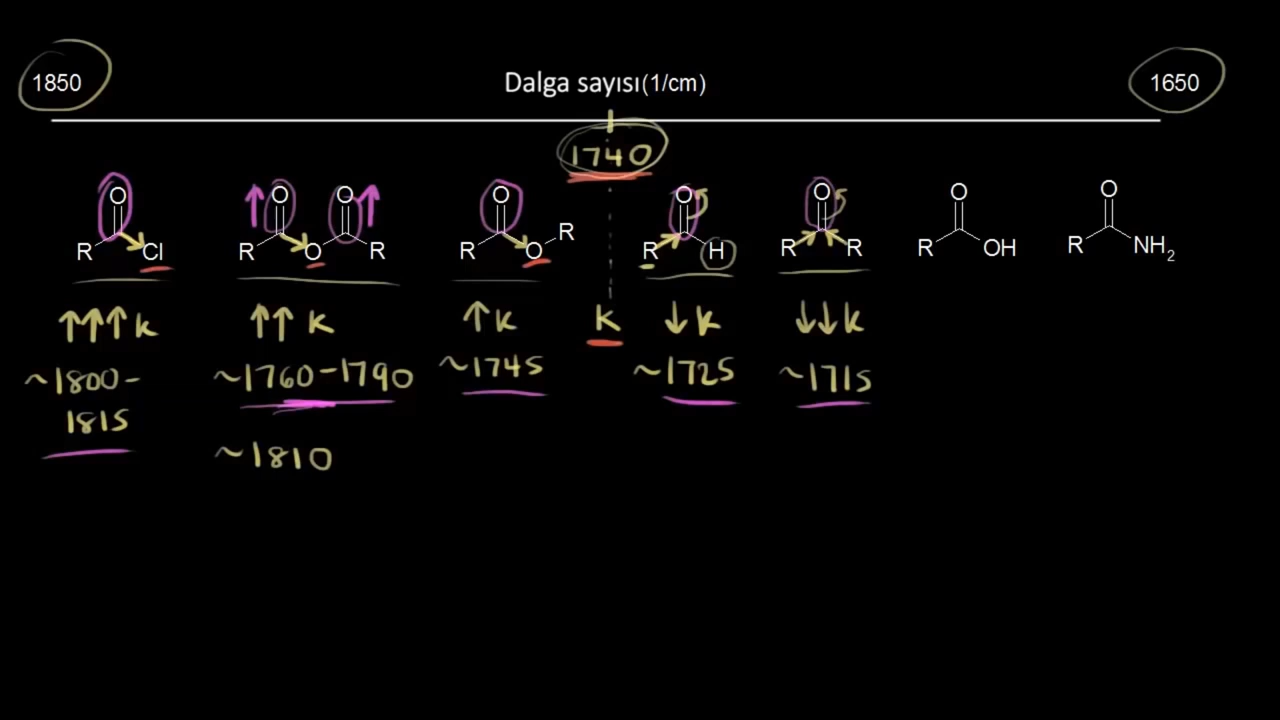 1850 Dalga sayısı(1/cm) 1650
1740
O O O O O O O O
R Cl R O R R O R R H R R R OH R NH2
↑↑↑ k ↑↑ k ↑ k k ↓ k ↓↓ k
~1800- ~1760-1790 ~1745 ~1725 ~1715
1815
~1810